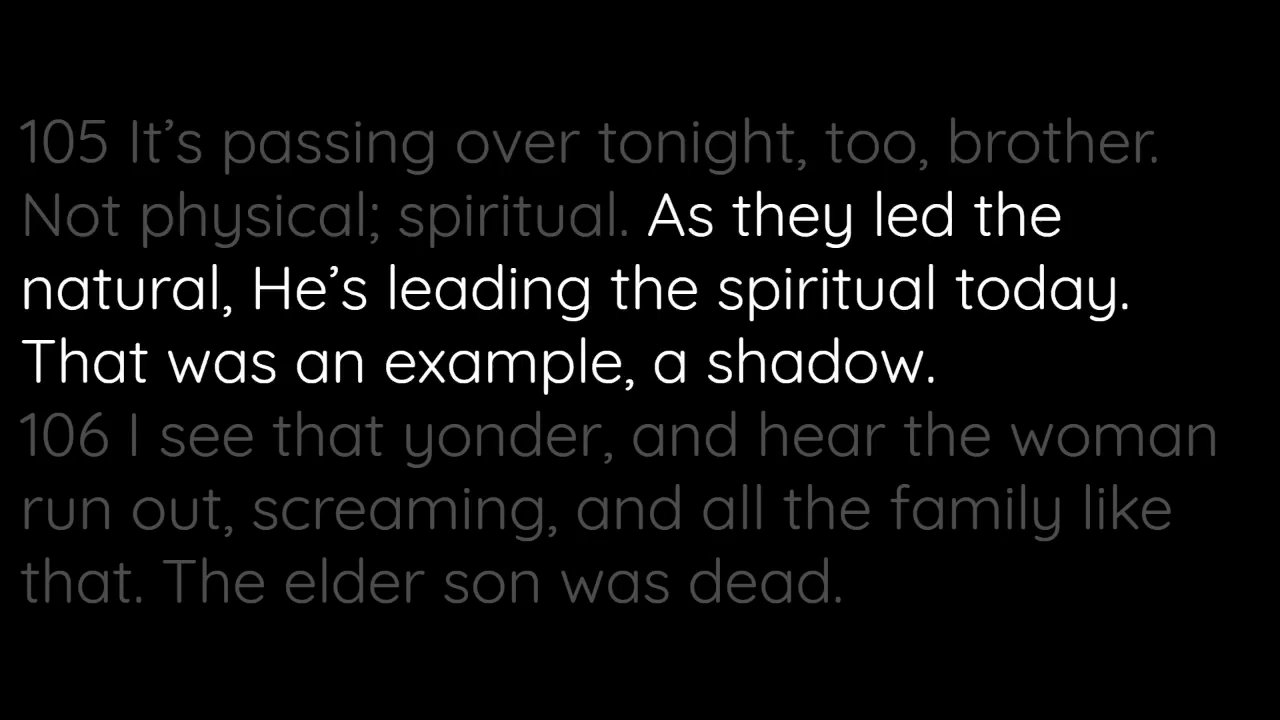 105 It’s passing over tonight, too, brother.
Not physical; spiritual. As they led the
natural, He’s leading the spiritual today.
That was an example, a shadow.
106 I see that yonder, and hear the woman
run out, screaming, and all the family like
that. The elder son was dead.